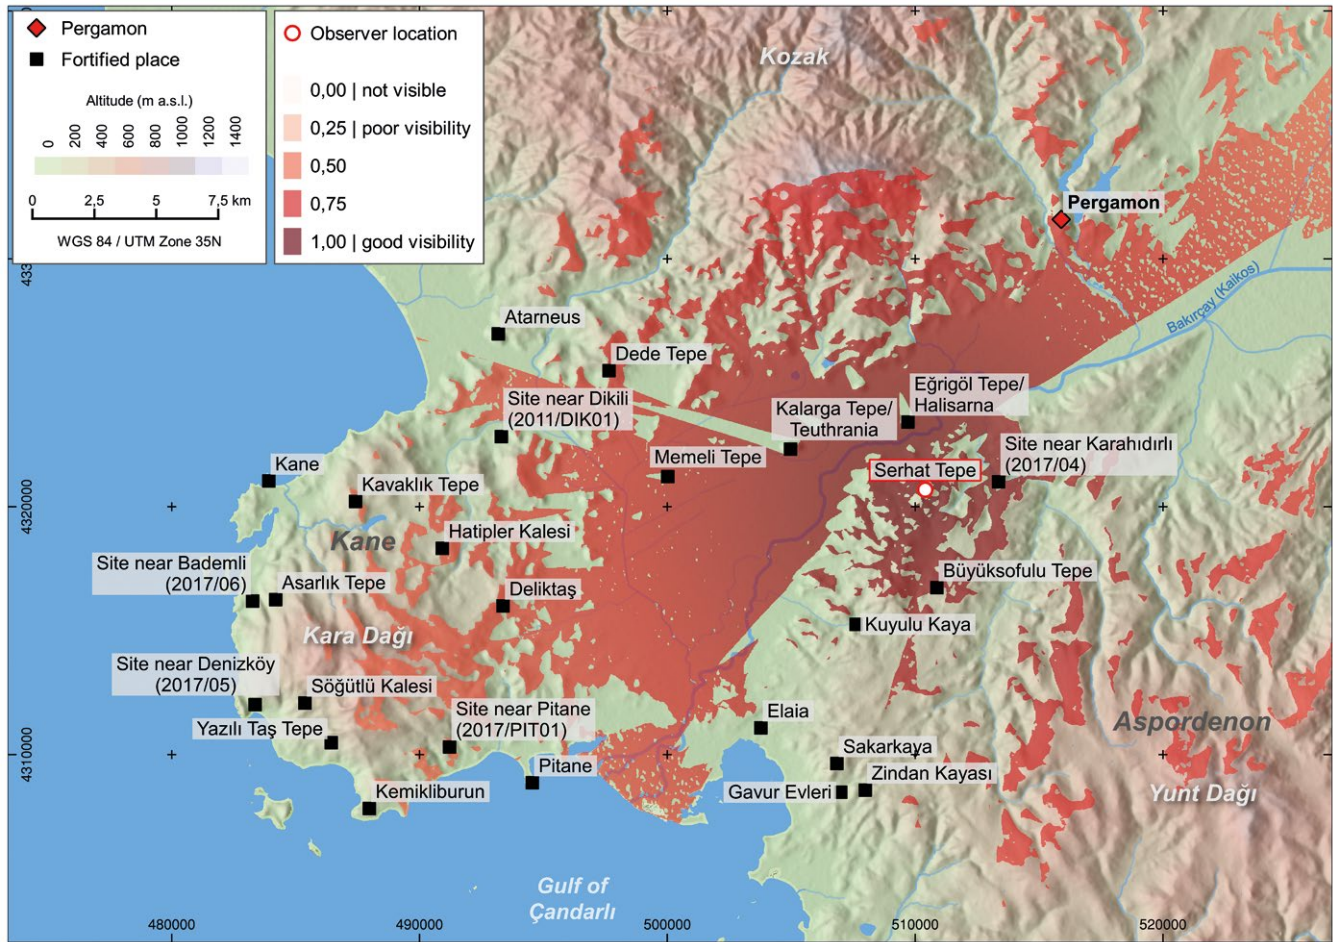 Pergamon
Fortified place
Altitude (m a.s.l.)
0 200 400 600 800 1000 1200 1400
0 2,5 5 7,5 km
WGS 84 / UTM Zone 35N
Observer location
0,00 | not visible
0,25 | poor visibility
0,50
0,75
1,00 | good visibility
Kozak
Pergamon
Bakırçay (Kaikos)
Atarneus
Dede Tepe
Site near Dikili
(2011/DIK01)
Kalarga Tepe/
Teuthrania
Eğrigöl Tepe/
Halisarna
Site near Karahıdırlı
(2017/04)
Memeli Tepe
Serhat Tepe
Kane
Kavaklık Tepe
Kane
Hatipler Kalesi
Site near Bademli
(2017/06)
Asarlık Tepe
Deliktaş
Büyüksofulu Tepe
Kuyulu Kaya
Kara Dağı
Site near Denizköy
(2017/05)
Söğütlü Kalesi
Yazılı Taş Tepe
Site near Pitane
(2017/PIT01)
Elaia
Aspordenon
Pitane
Sakarkaya
Zindan Kayası
Gavur Evleri
Yunt Dağı
Kemikliburun
Gulf of
Çandarlı
433
4320000
4310000
480000 490000 500000 510000 520000